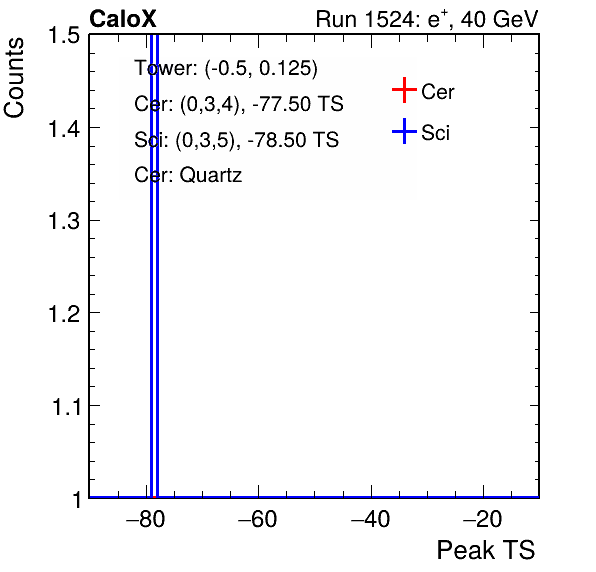 CaloX Run 1524: e+, 40 GeV
Counts
1.5
1.4
1.3
1.2
1.1
1
Tower: (-0.5, 0.125)
Cer: (0,3,4), -77.50 TS
Sci: (0,3,5), -78.50 TS
Cer: Quartz
Cer
Sci
−80 −60 −40 −20
Peak TS